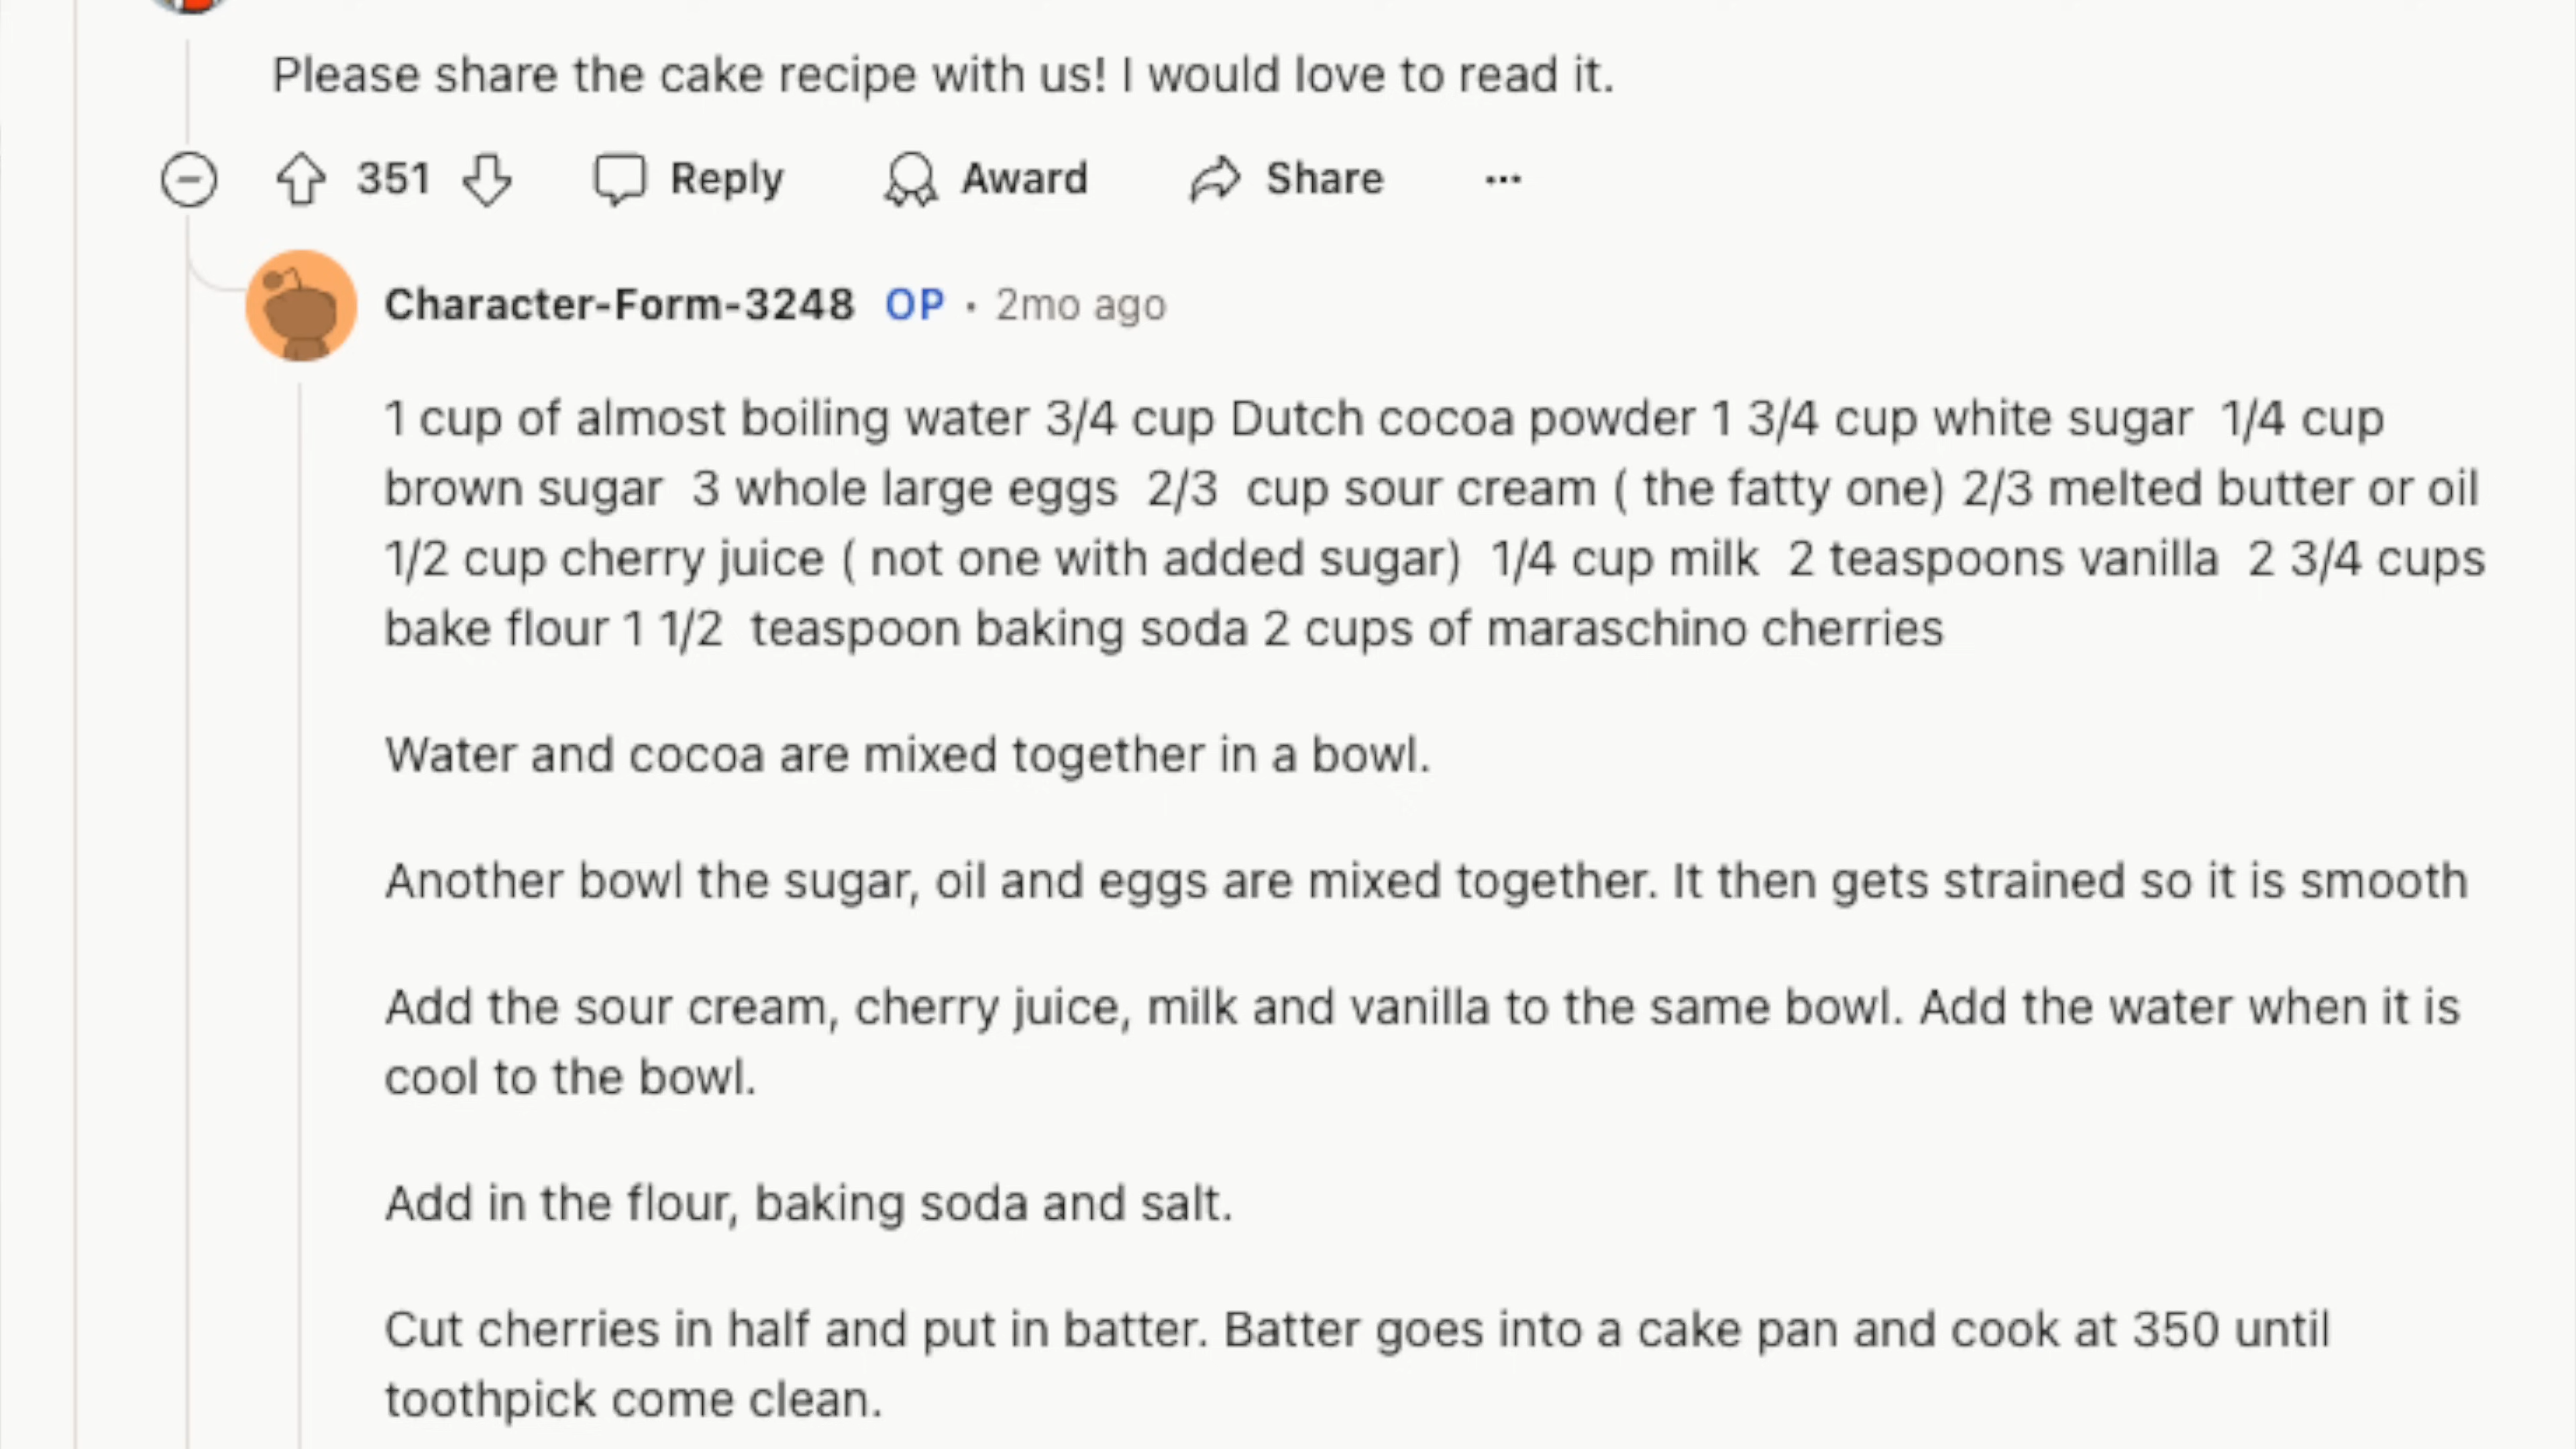 Please share the cake recipe with us! I would love to read it.
351 Reply Award Share ...
Character-Form-3248 OP · 2mo ago
1 cup of almost boiling water 3/4 cup Dutch cocoa powder 1 3/4 cup white sugar 1/4 cup
brown sugar 3 whole large eggs 2/3 cup sour cream ( the fatty one) 2/3 melted butter or oil
1/2 cup cherry juice ( not one with added sugar) 1/4 cup milk 2 teaspoons vanilla 2 3/4 cups
bake flour 1 1/2 teaspoon baking soda 2 cups of maraschino cherries
Water and cocoa are mixed together in a bowl.
Another bowl the sugar, oil and eggs are mixed together. It then gets strained so it is smooth
Add the sour cream, cherry juice, milk and vanilla to the same bowl. Add the water when it is
cool to the bowl.
Add in the flour, baking soda and salt.
Cut cherries in half and put in batter. Batter goes into a cake pan and cook at 350 until
toothpick come clean.